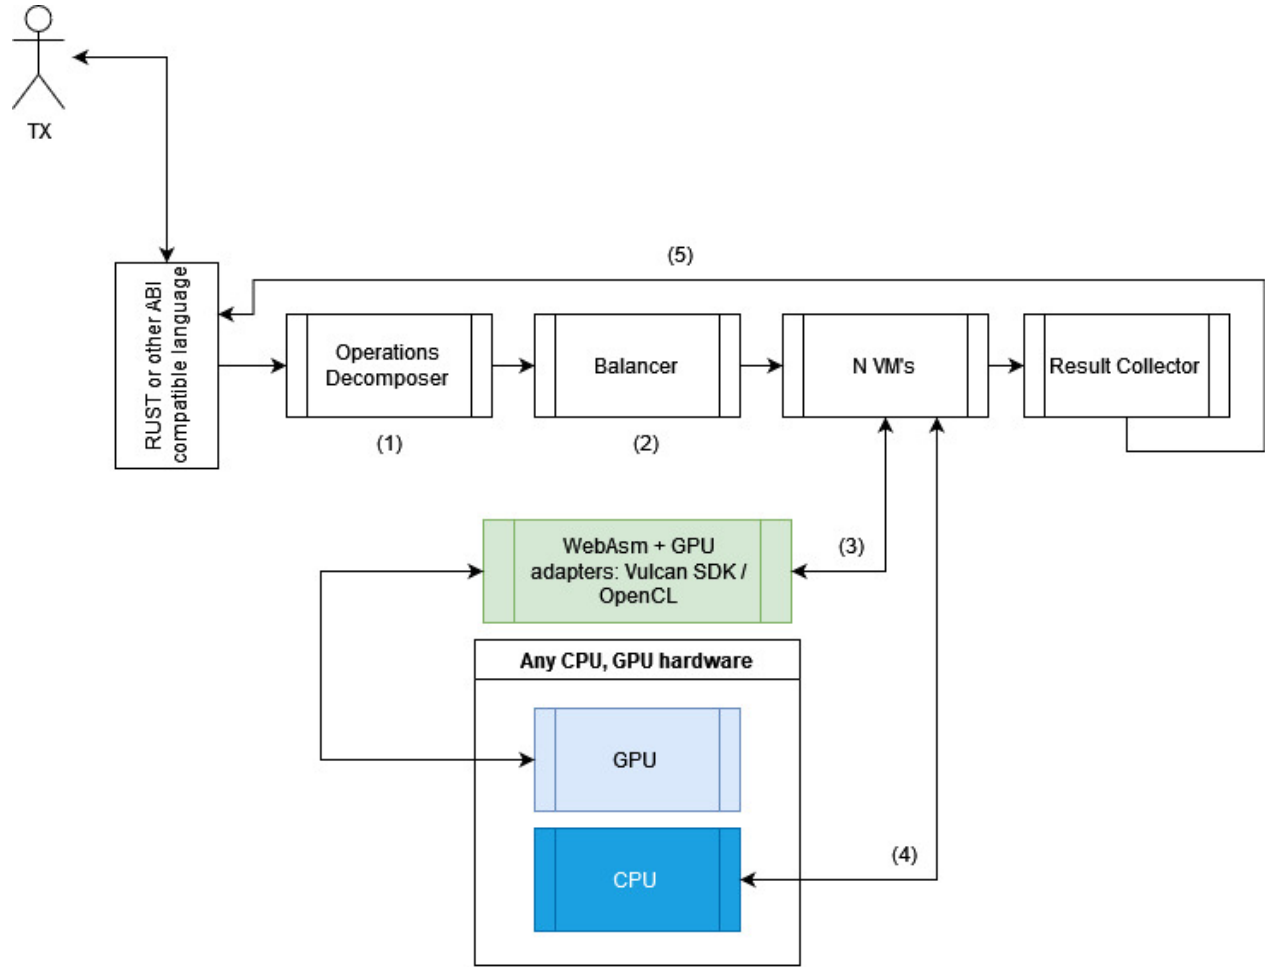 TX
(5)
RUST or other ABI
compatible language
Operations
Decomposer
Balancer
N VM's
Result Collector
(1)
(2)
WebAsm + GPU
adapters: Vulcan SDK /
OpenCL
(3)
Any CPU, GPU hardware
GPU
CPU
(4)